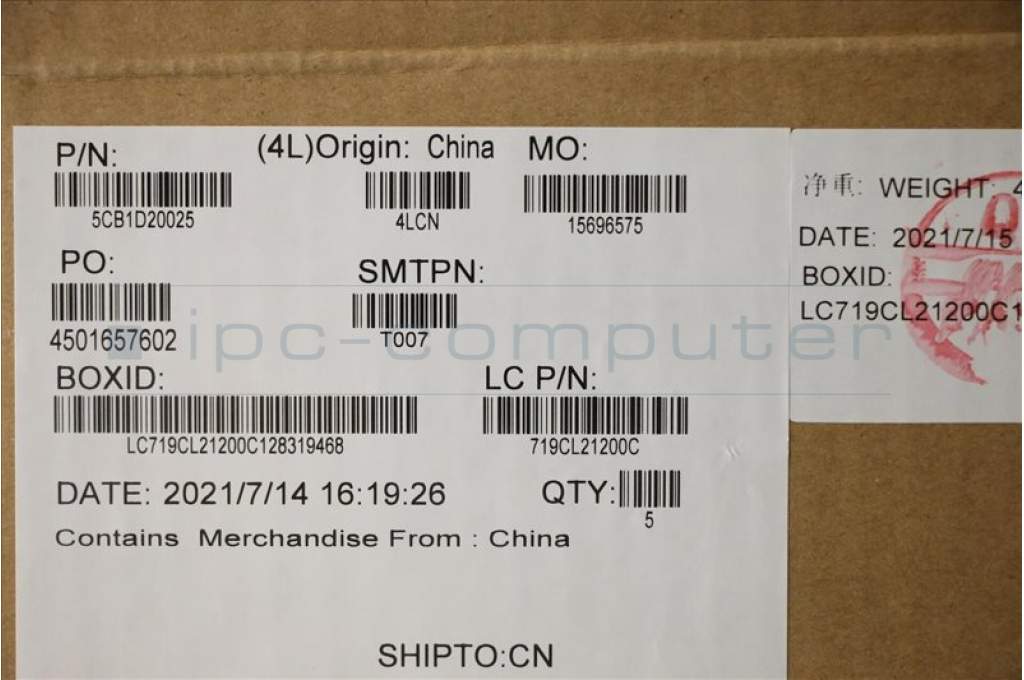 P/N:
(4L)Origin: China
MO:
5CB1D20025
4LCN
15696575
PO:
SMTPN:
4501657602
T007
BOXID:
LC P/N:
LC719CL21200C128319468
719CL21200C
DATE: 2021/7/14 16:19:26
QTY:
5
Contains Merchandise From : China
SHIPTO:CN
净重: WEIGHT:
DATE: 2021/7/15
BOXID:
LC719CL21200C1
ipc-computer